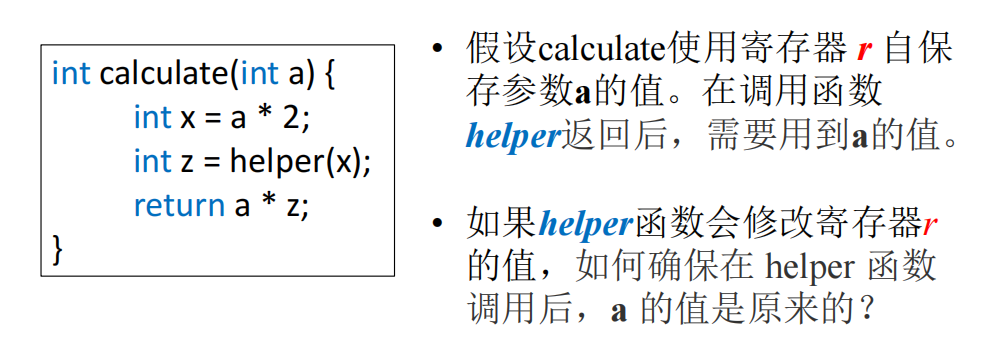 int calculate(int a) {
int x = a * 2;
int z = helper(x);
return a * z;
}
• 假设calculate使用寄存器 r 自保
存参数a的值。在调用函数
helper返回后，需要用到a的值。
• 如果helper函数会修改寄存器r
的值，如何确保在 helper 函数
调用后，a 的值是原来的？